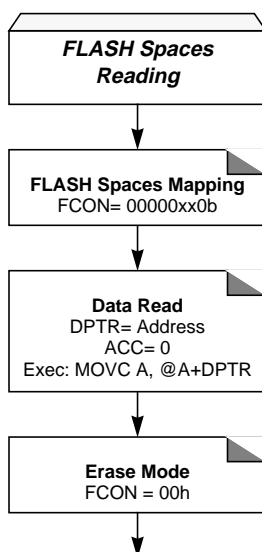 FLASH Spaces
Reading
FLASH Spaces Mapping
FCON= 00000xx0b
Data Read
DPTR= Address
ACC= 0
Exec: MOVC A, @A+DPTR
Erase Mode
FCON = 00h